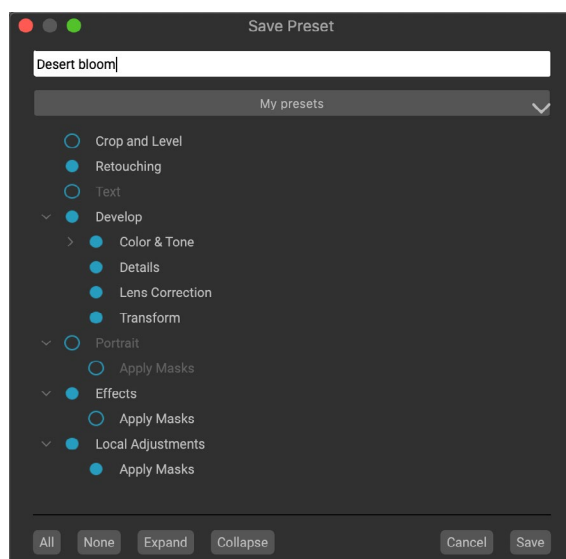 Save Preset
Desert bloom
My presets
Crop and Level
Retouching
Text
Develop
Color & Tone
Details
Lens Correction
Transform
Portrait
Apply Masks
Effects
Apply Masks
Local Adjustments
Apply Masks
All None Expand Collapse Cancel Save